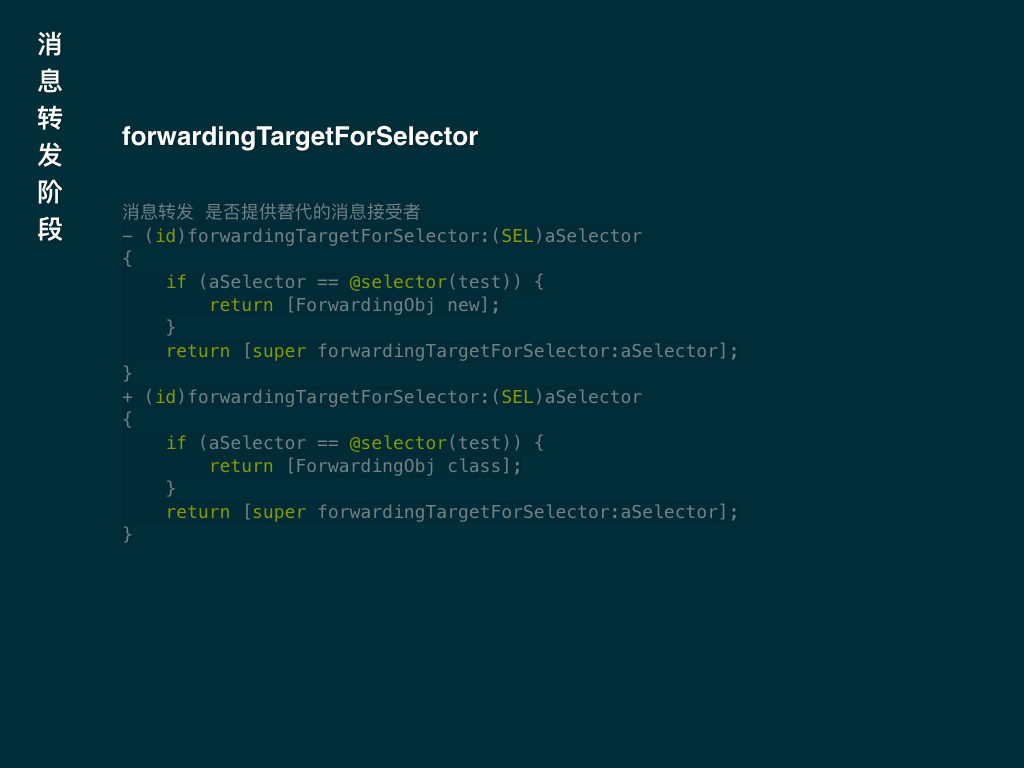 消息转发阶段
forwardingTargetForSelector
消息转发 是否提供替代的消息接受者
- (id)forwardingTargetForSelector:(SEL)aSelector
{
    if (aSelector == @selector(test)) {
        return [ForwardingObj new];
    }
    return [super forwardingTargetForSelector:aSelector];
}
+ (id)forwardingTargetForSelector:(SEL)aSelector
{
    if (aSelector == @selector(test)) {
        return [ForwardingObj class];
    }
    return [super forwardingTargetForSelector:aSelector];
}